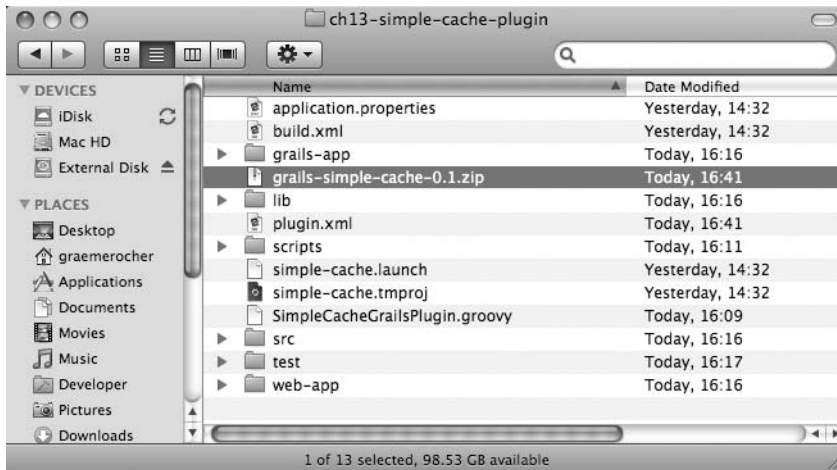 ch13-simple-cache-plugin
Name Date Modified
DEVICES
iDisk
Mac HD
External Disk
PLACES
Desktop
graemerocher
Applications
Documents
Movies
Music
Developer
Pictures
Downloads
application.properties Yesterday, 14:32
build.xml Yesterday, 14:32
grails-app Today, 16:16
grails-simple-cache-0.1.zip Today, 16:41
lib Today, 16:16
plugin.xml Today, 16:41
scripts Today, 16:11
simple-cache.launch Yesterday, 14:32
simple-cache.tmproj Yesterday, 14:32
SimpleCacheGrailsPlugin.groovy Today, 16:09
src Today, 16:16
test Today, 16:17
web-app Today, 16:16
1 of 13 selected, 98.53 GB available